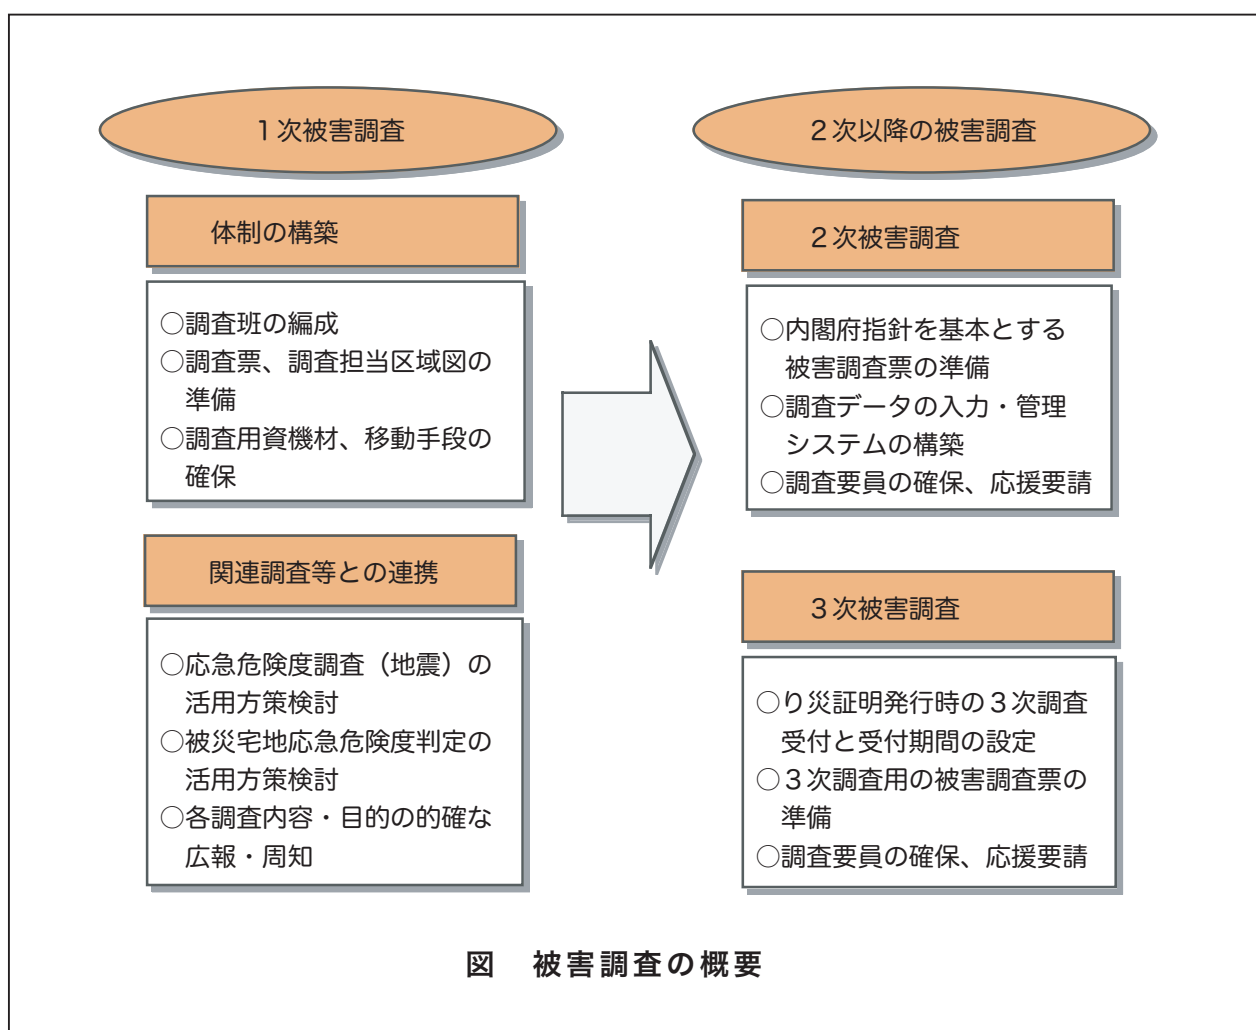 1次被害調査
体制の構築
○調査班の編成
○調査票、調査担当区域図の
準備
○調査用資機材、移動手段の
確保
関連調査等との連携
○応急危険度調査（地震）の
活用方策検討
○被災宅地応急危険度判定の
活用方策検討
○各調査内容・目的の的確な
広報・周知
2次以降の被害調査
2次被害調査
○内閣府指針を基本とする
被害調査票の準備
○調査データの入力・管理
システムの構築
○調査要員の確保、応援要請
3次被害調査
○り災証明発行時の3次調査
受付と受付期間の設定
○3次調査用の被害調査票の
準備
○調査要員の確保、応援要請
図　被害調査の概要